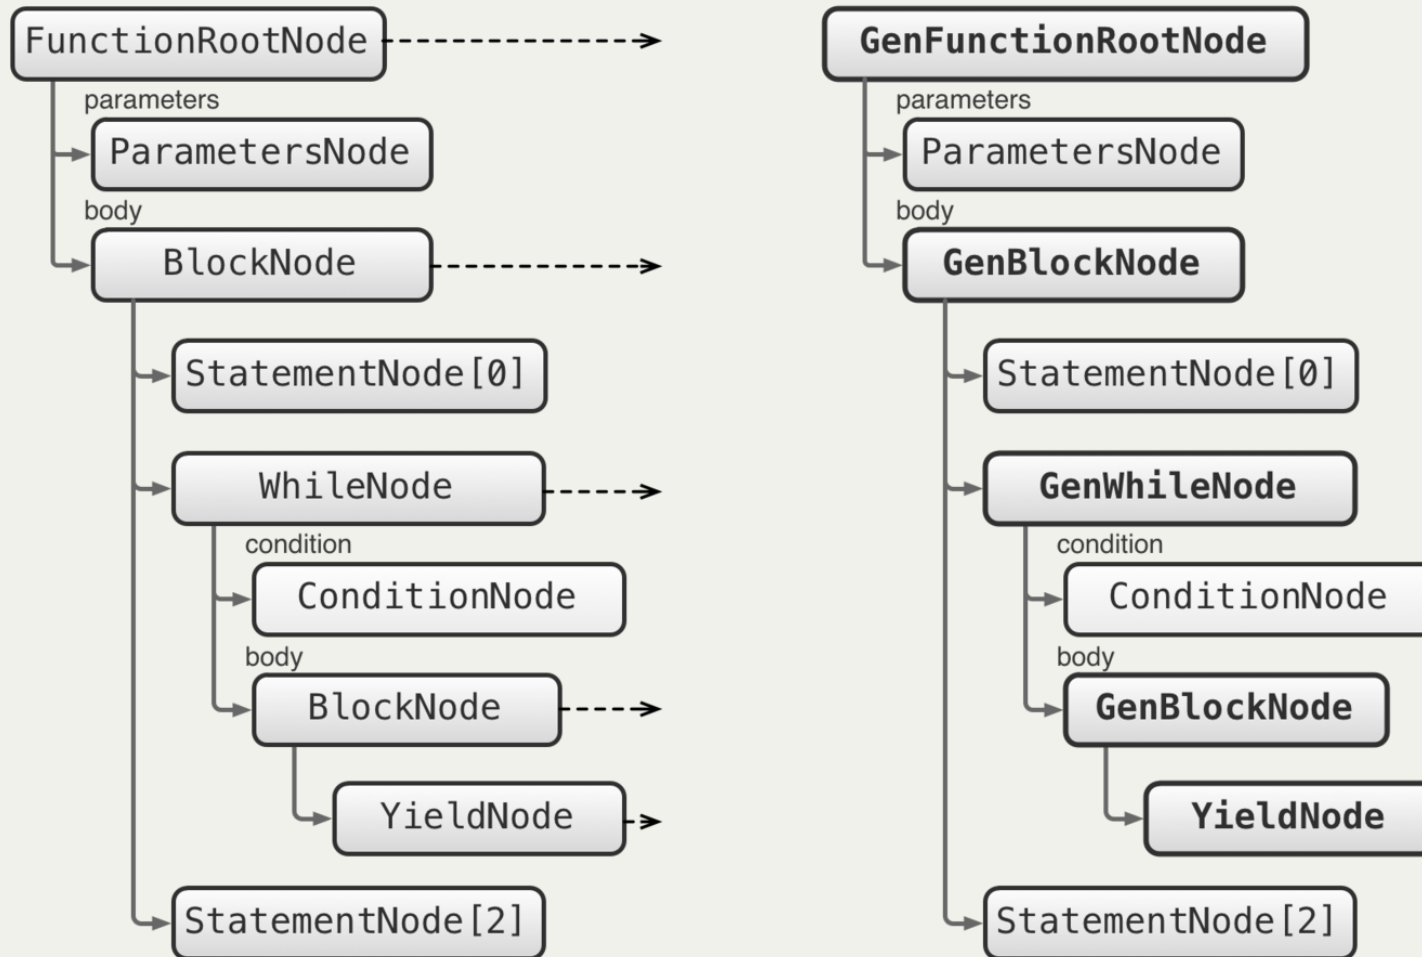 FunctionRootNode
parameters
ParametersNode
body
BlockNode
StatementNode[0]
WhileNode
condition
ConditionNode
body
BlockNode
YieldNode
StatementNode[2]
GenFunctionRootNode
parameters
ParametersNode
body
GenBlockNode
StatementNode[0]
GenWhileNode
condition
ConditionNode
body
GenBlockNode
YieldNode
StatementNode[2]